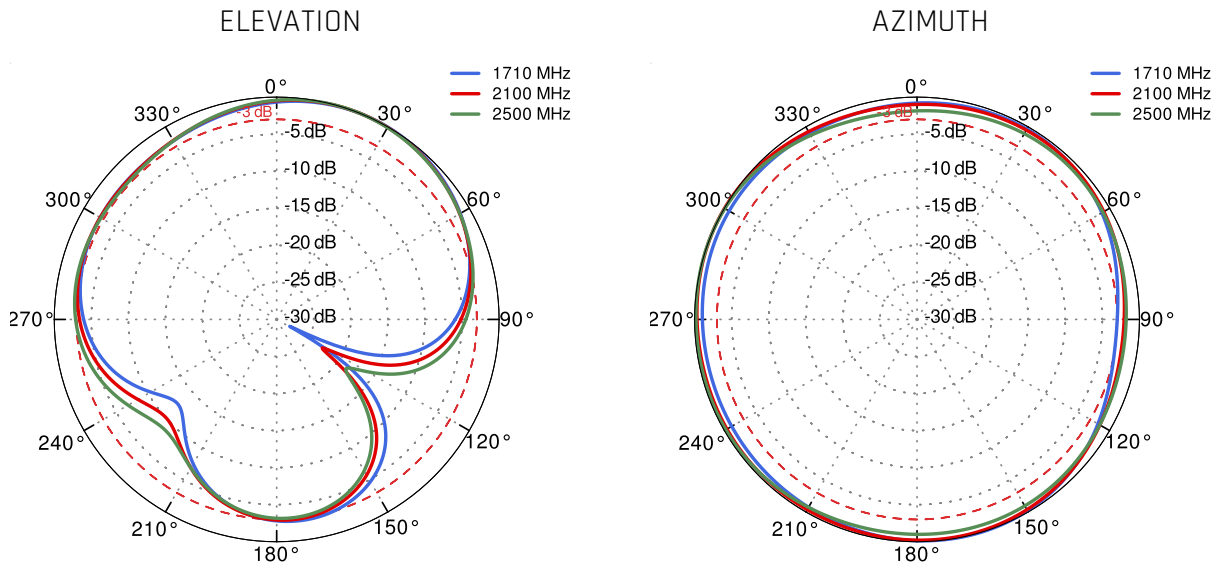 ELEVATION
1710 MHz
2100 MHz
2500 MHz
0°
30°
60°
90°
120°
150°
180°
210°
240°
270°
300°
330°
-3 dB
-5 dB
-10 dB
-15 dB
-20 dB
-25 dB
-30 dB
AZIMUTH
1710 MHz
2100 MHz
2500 MHz
0°
30°
60°
90°
120°
150°
180°
210°
240°
270°
300°
330°
-3 dB
-5 dB
-10 dB
-15 dB
-20 dB
-25 dB
-30 dB